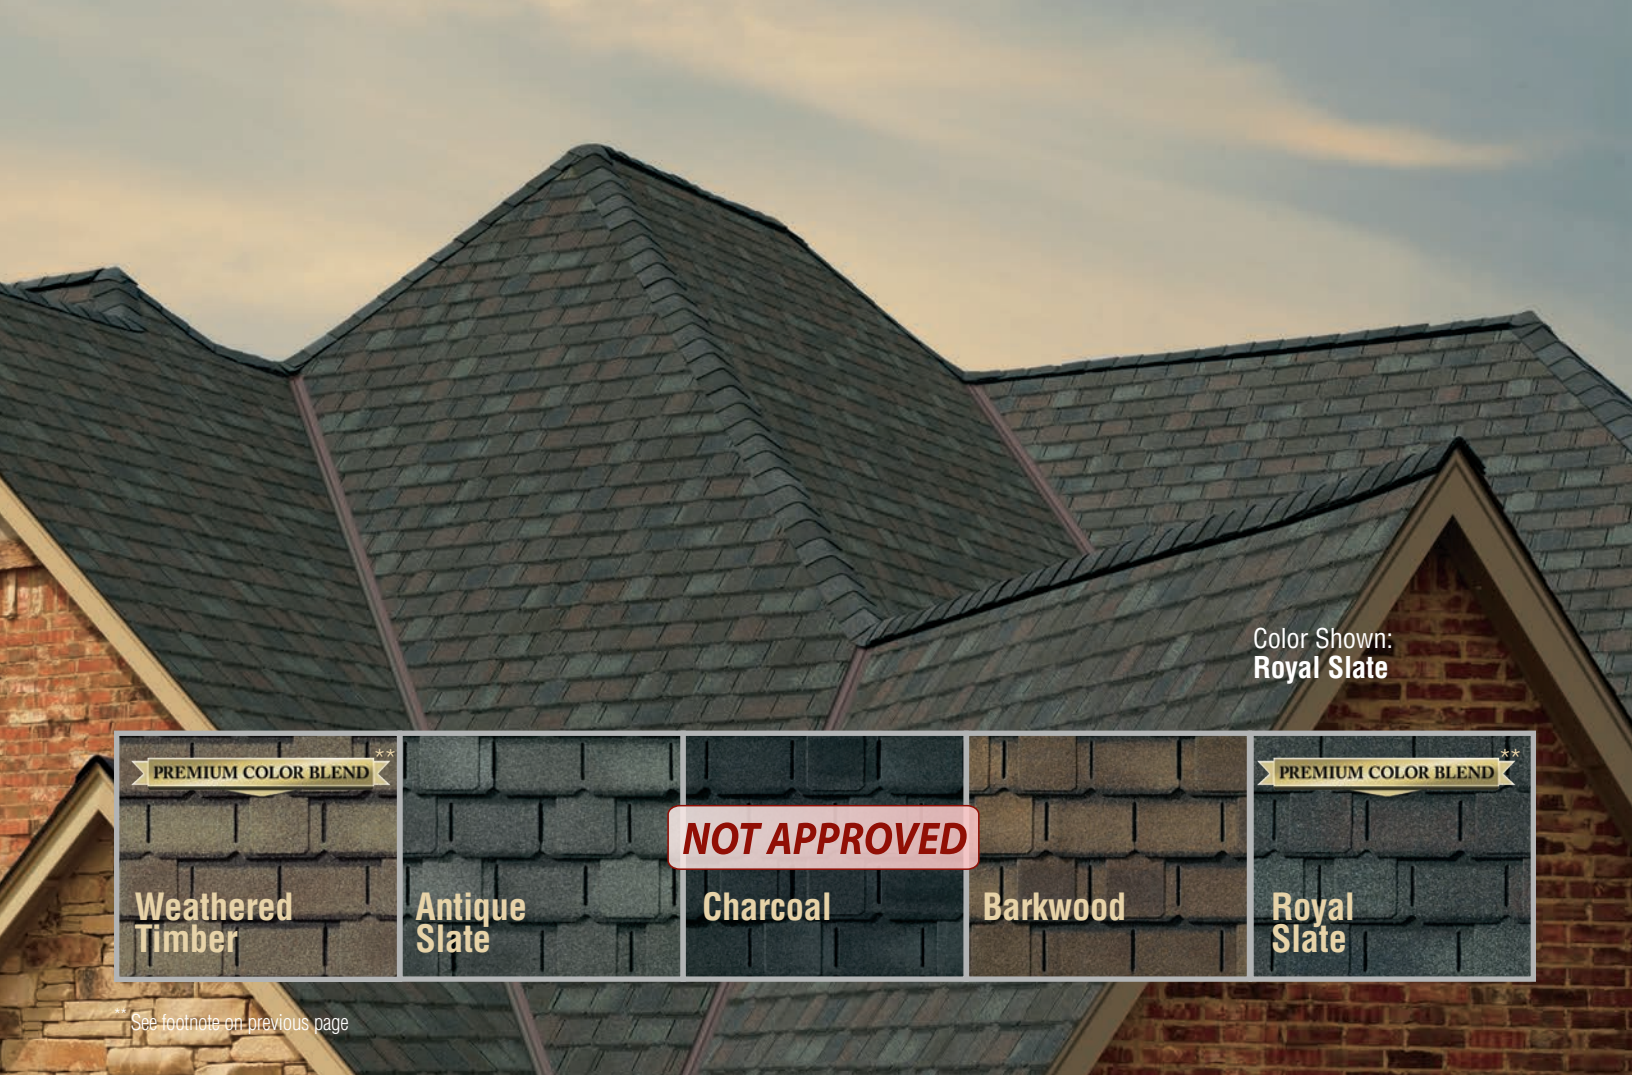 Color Shown:
Royal Slate
PREMIUM COLOR BLEND **
Weathered
Timber
Antique
Slate
NOT APPROVED
Charcoal
Barkwood
PREMIUM COLOR BLEND **
Royal
Slate
** See footnote on previous page